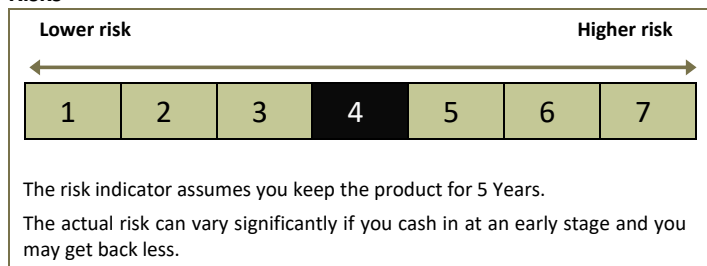 Lower risk Higher risk
1 2 3 4 5 6 7
The risk indicator assumes you keep the product for 5 Years.
The actual risk can vary significantly if you cash in at an early stage and you
may get back less.